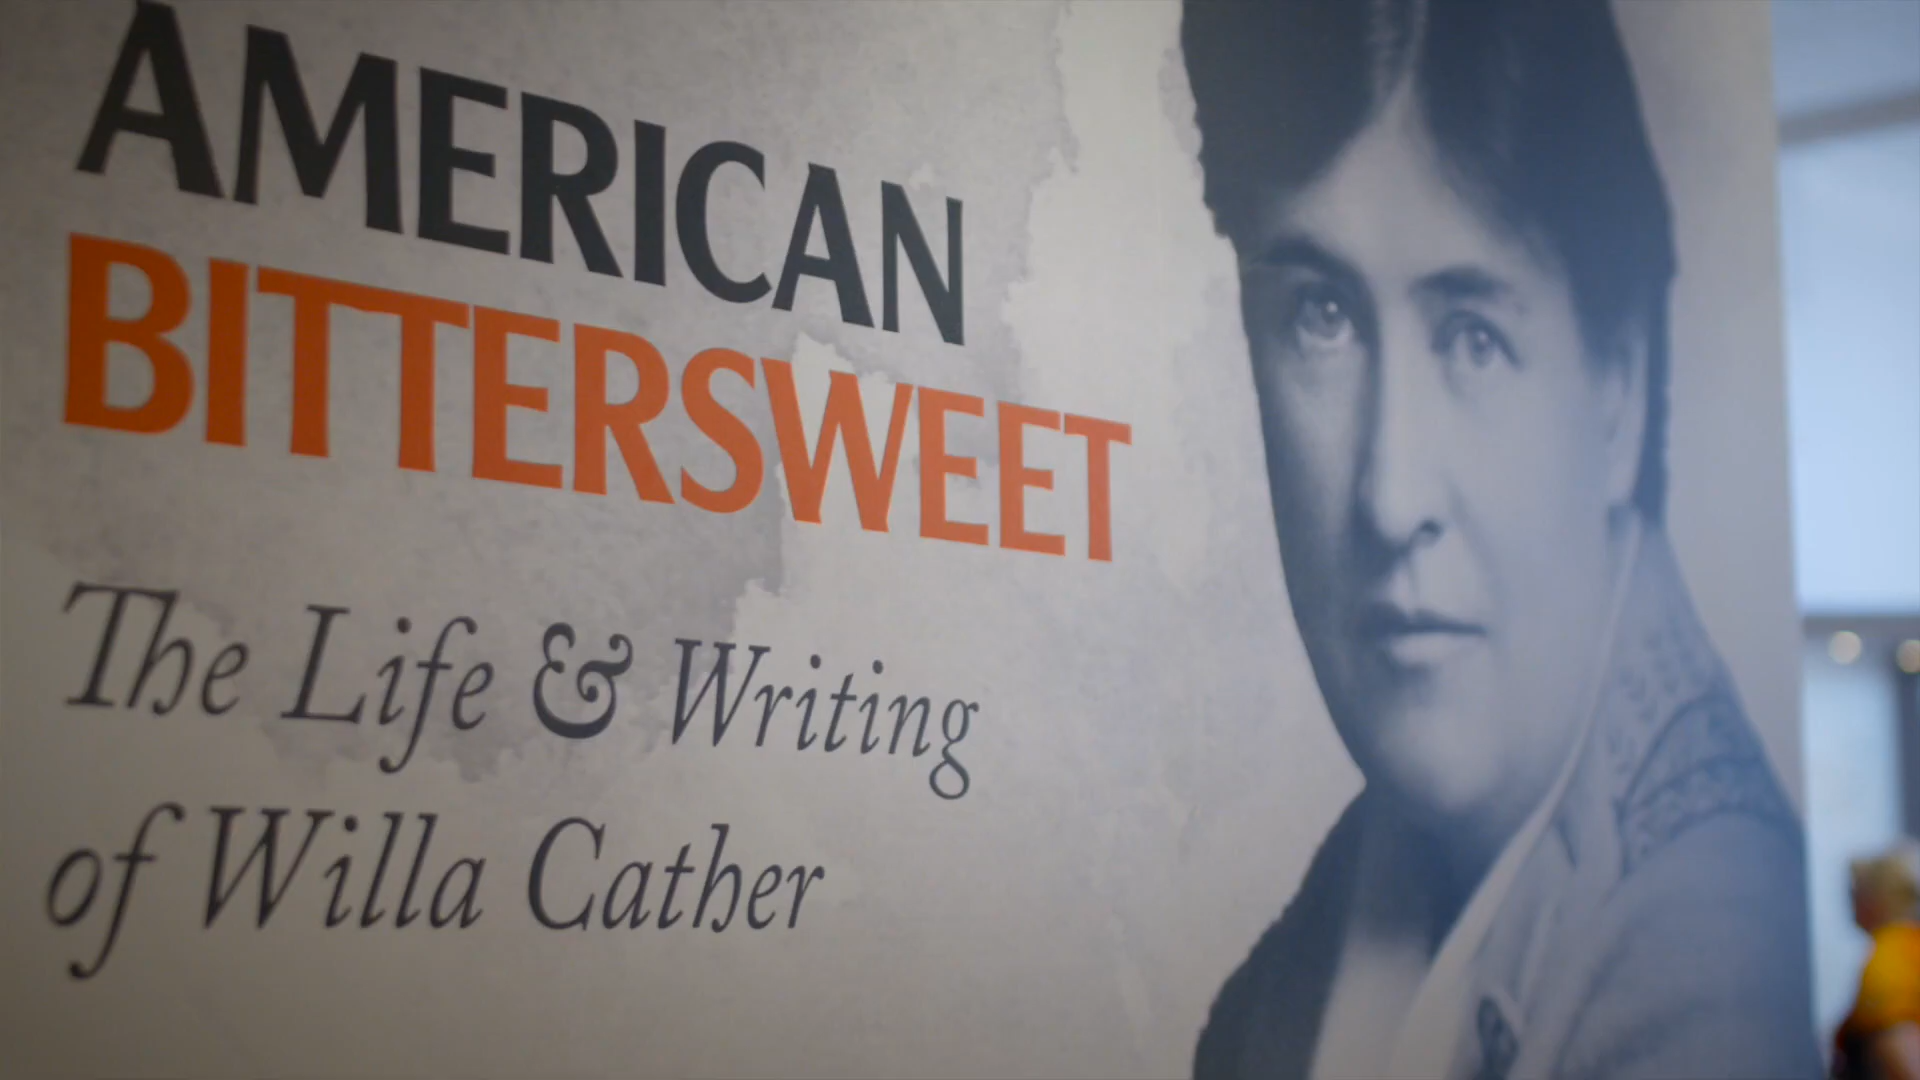 AMERICAN
BITTERSWEET
The Life & Writing
of Willa Cather